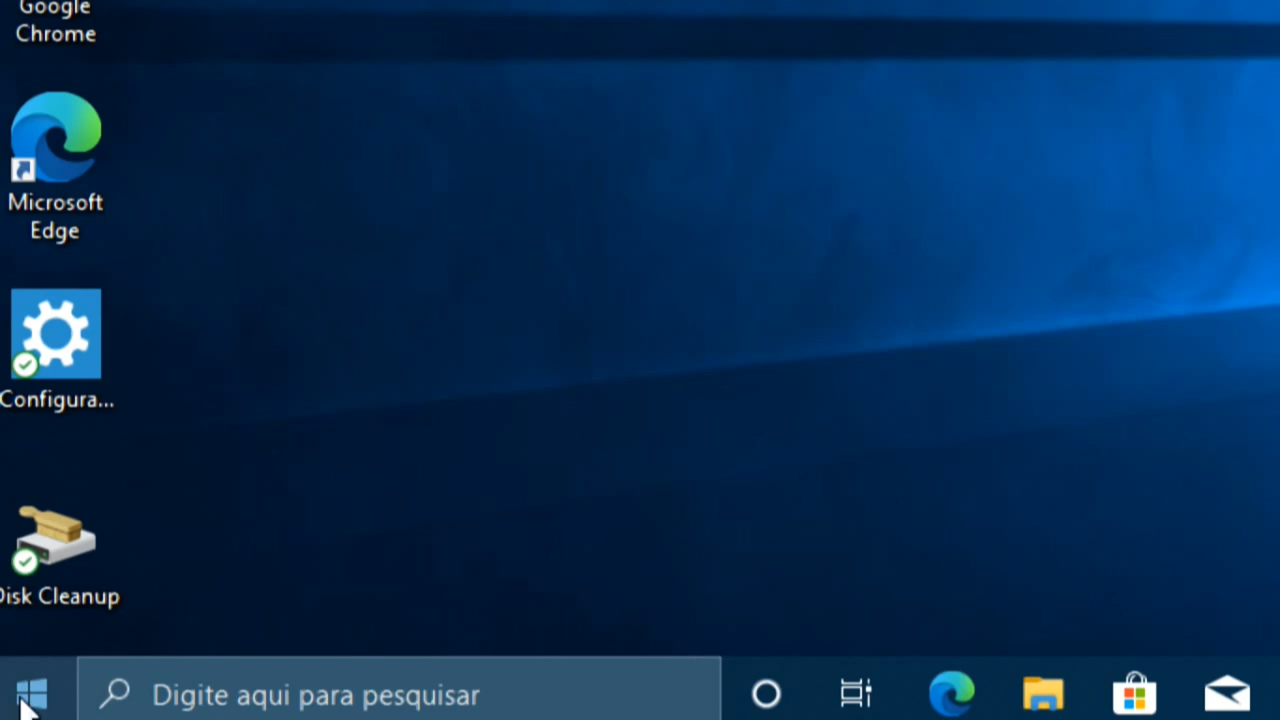 Google
Chrome
Microsoft
Edge
Configura...
Disk Cleanup
Digite aqui para pesquisar